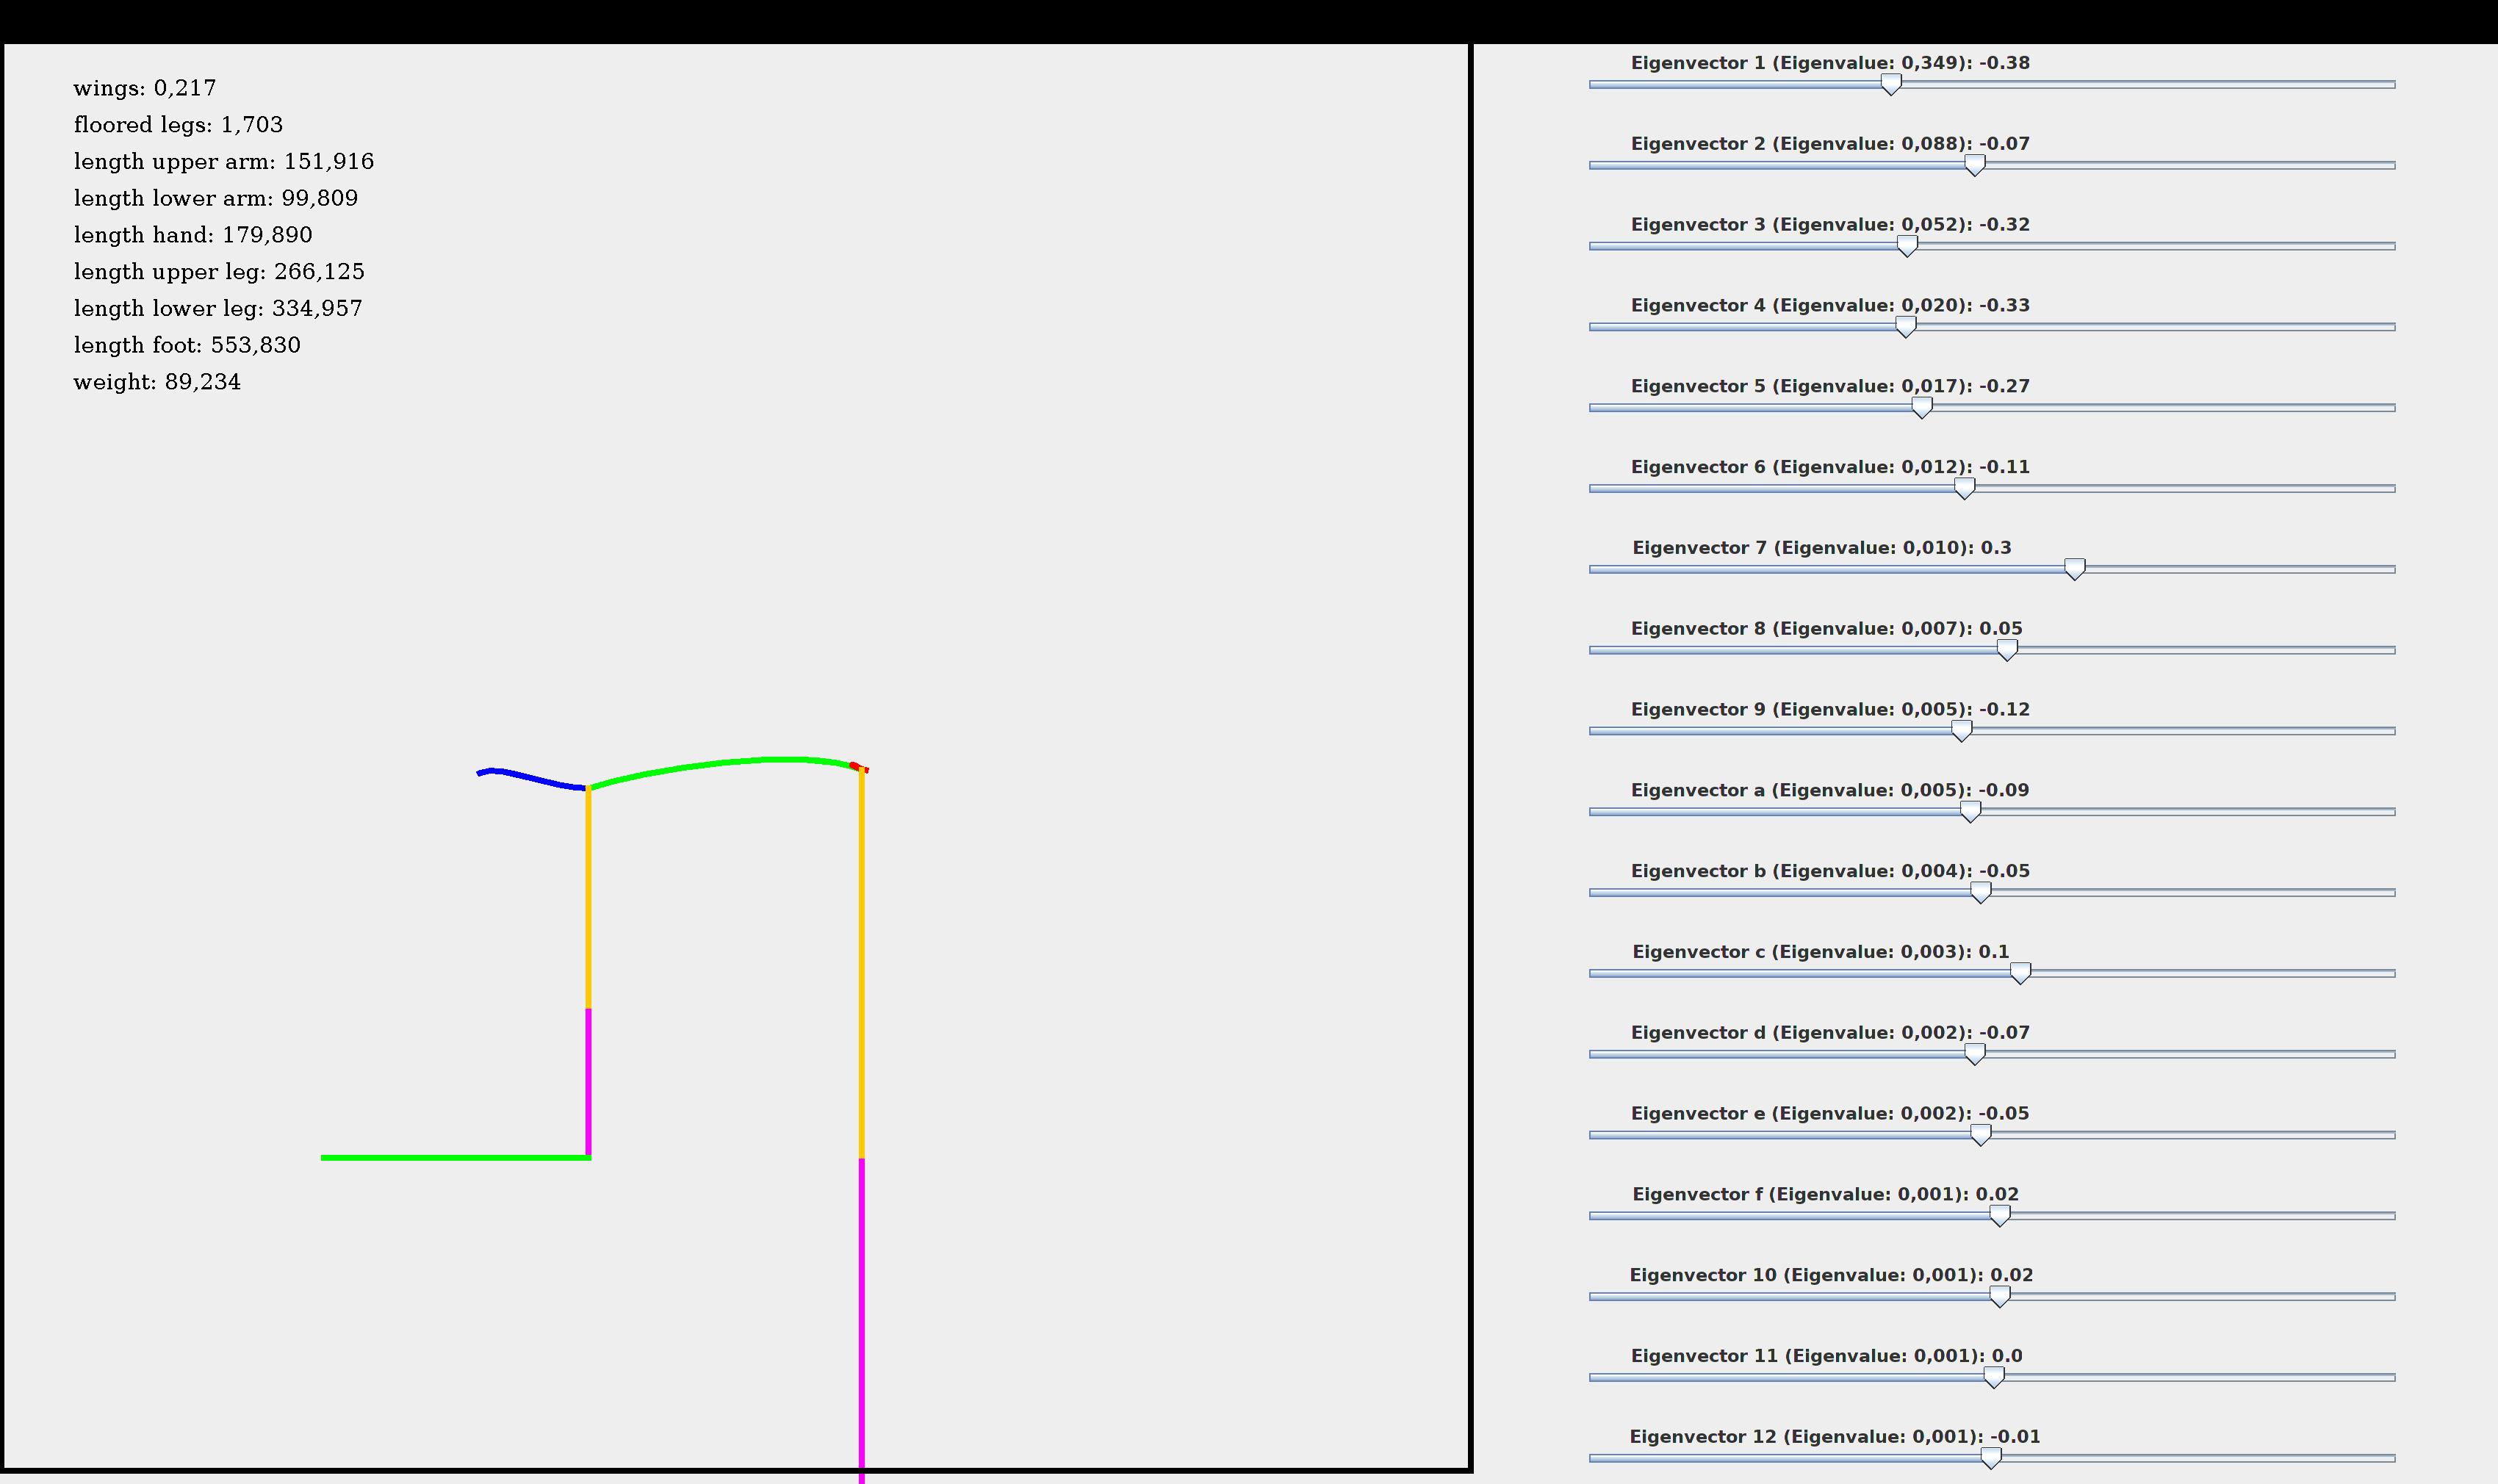 wings: 0,217
floored legs: 1,703
length upper arm: 151,916
length lower arm: 99,809
length hand: 179,890
length upper leg: 266,125
length lower leg: 334,957
length foot: 553,830
weight: 89,234
Eigenvector 1 (Eigenvalue: 0,349): -0.38
Eigenvector 2 (Eigenvalue: 0,088): -0.07
Eigenvector 3 (Eigenvalue: 0,052): -0.32
Eigenvector 4 (Eigenvalue: 0,020): -0.33
Eigenvector 5 (Eigenvalue: 0,017): -0.27
Eigenvector 6 (Eigenvalue: 0,012): -0.11
Eigenvector 7 (Eigenvalue: 0,010): 0.3
Eigenvector 8 (Eigenvalue: 0,007): 0.05
Eigenvector 9 (Eigenvalue: 0,005): -0.12
Eigenvector a (Eigenvalue: 0,005): -0.09
Eigenvector b (Eigenvalue: 0,004): -0.05
Eigenvector c (Eigenvalue: 0,003): 0.1
Eigenvector d (Eigenvalue: 0,002): -0.07
Eigenvector e (Eigenvalue: 0,002): -0.05
Eigenvector f (Eigenvalue: 0,001): 0.02
Eigenvector 10 (Eigenvalue: 0,001): 0.02
Eigenvector 11 (Eigenvalue: 0,001): 0.0
Eigenvector 12 (Eigenvalue: 0,001): -0.01